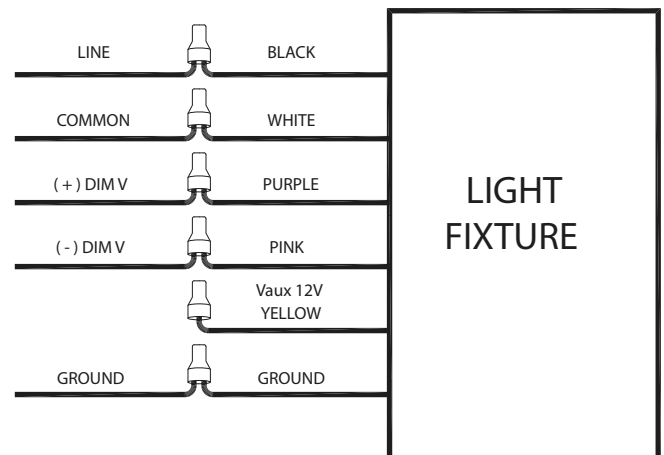 LINE BLACK
COMMON WHITE
( + ) DIM V PURPLE
( - ) DIM V PINK
Vaux 12V
YELLOW
GROUND GROUND
LIGHT
FIXTURE